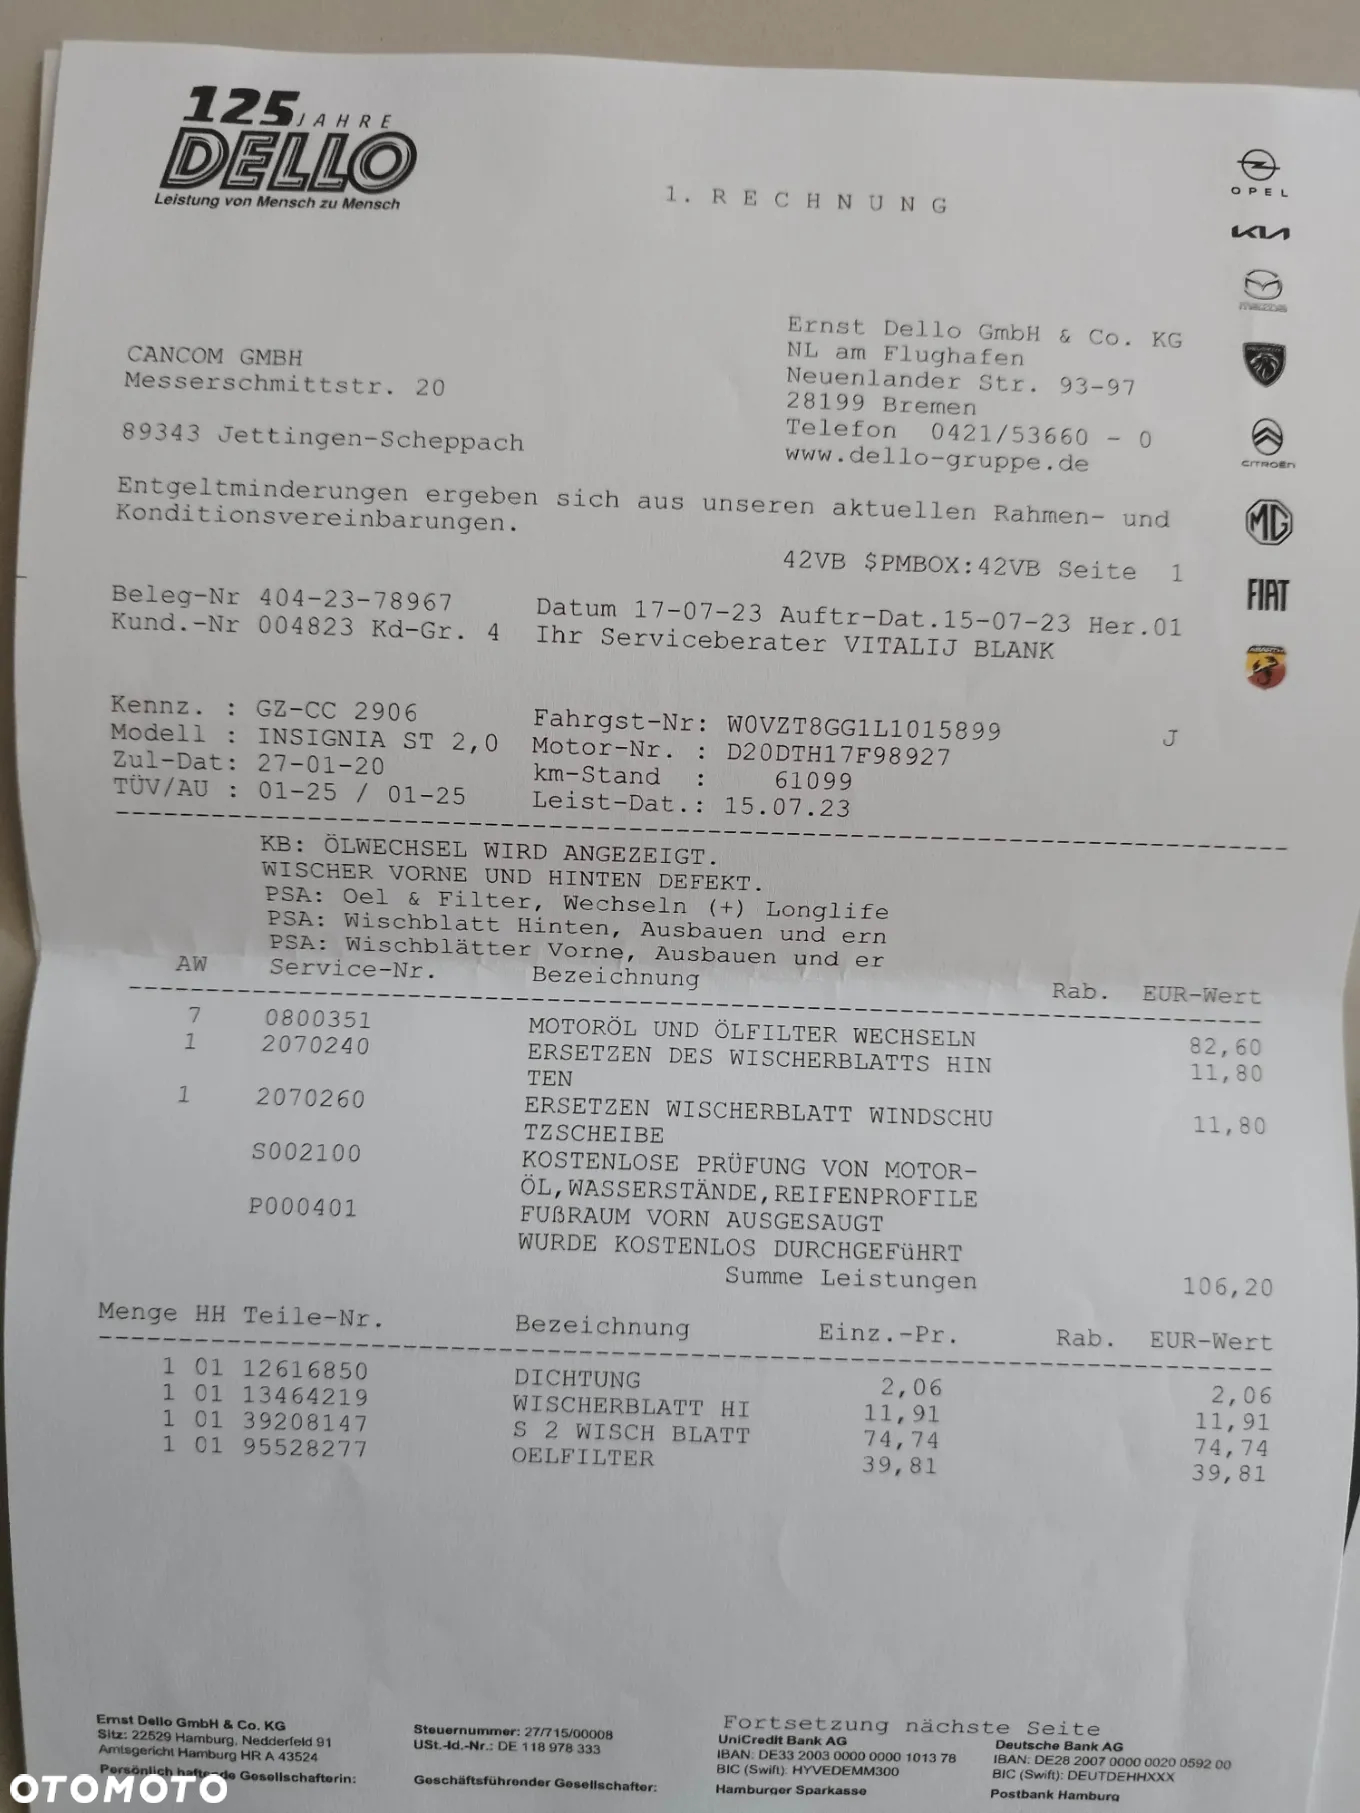 125 JAHRE
DELLO
Leistung von Mensch zu Mensch
1. RECHNUNG
OPEL
KIA
mazda
PEUGEOT
CITROËN
MG
FIAT
ABARTH
CANCOM GMBH
Messerschmittstr. 20
89343 Jettingen-Scheppach
Ernst Dello GmbH & Co. KG
NL am Flughafen
Neuenlander Str. 93-97
28199 Bremen
Telefon 0421/53660 - 0
www.dello-gruppe.de
Entgeltminderungen ergeben sich aus unseren aktuellen Rahmen- und
Konditionsvereinbarungen.
42VB $PMBOX:42VB Seite 1
Beleg-Nr 404-23-78967 Datum 17-07-23 Auftr-Dat.15-07-23 Her.01
Kund.-Nr 004823 Kd-Gr. 4 Ihr Serviceberater VITALIJ BLANK
Kennz. : GZ-CC 2906 Fahrgst-Nr: W0VZT8GG1L1015899 J
Modell : INSIGNIA ST 2,0 Motor-Nr. : D20DTH17F98927
Zul-Dat: 27-01-20 km-Stand : 61099
TÜV/AU : 01-25 / 01-25 Leist-Dat.: 15.07.23
KB: ÖLWECHSEL WIRD ANGEZEIGT.
WISCHER VORNE UND HINTEN DEFEKT.
PSA: Oel & Filter, Wechseln (+) Longlife
PSA: Wischblatt Hinten, Ausbauen und ern
PSA: Wischblätter Vorne, Ausbauen und er
AW Service-Nr. Bezeichnung Rab. EUR-Wert
7 0800351 MOTORÖL UND ÖLFILTER WECHSELN 82,60
1 2070240 ERSETZEN DES WISCHERBLATTS HIN 11,80
TEN
1 2070260 ERSETZEN WISCHERBLATT WINDSCHU 11,80
TZSCHEIBE
S002100 KOSTENLOSE PRÜFUNG VON MOTOR-
ÖL,WASSERSTÄNDE,REIFENPROFILE
P000401 FUßRAUM VORN AUSGESAUGT
WURDE KOSTENLOS DURCHGEFüHRT
Summe Leistungen 106,20
Menge HH Teile-Nr. Bezeichnung Einz.-Pr. Rab. EUR-Wert
1 01 12616850 DICHTUNG 2,06 2,06
1 01 13464219 WISCHERBLATT HI 11,91 11,91
1 01 39208147 S 2 WISCH BLATT 74,74 74,74
1 01 95528277 OELFILTER 39,81 39,81
Fortsetzung nächste Seite
Ernst Dello GmbH & Co. KG
Sitz: 22529 Hamburg, Nedderfeld 91
Amtsgericht Hamburg HR A 43524
Persönlich haftende Gesellschafterin:
Steuernummer: 27/715/00008
USt.-Id.-Nr.: DE 118 978 333
Geschäftsführender Gesellschafter:
UniCredit Bank AG
IBAN: DE33 2003 0000 0000 1013 78
BIC (Swift): HYVEDEMM300
Hamburger Sparkasse
Deutsche Bank AG
IBAN: DE28 2007 0000 0020 0592 00
BIC (Swift): DEUTDEHHXXX
Postbank Hamburg
OTOMOTO